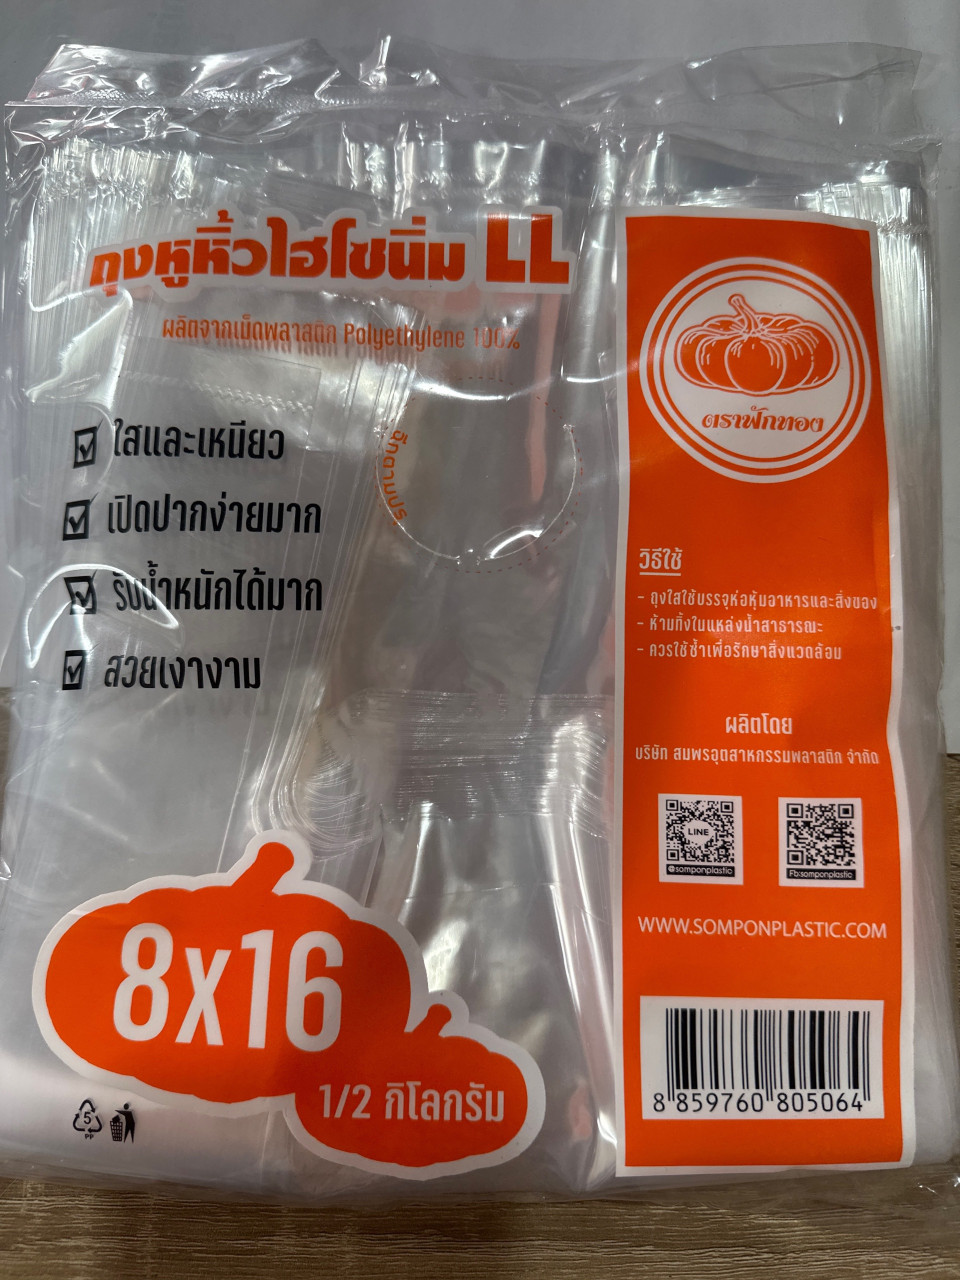 ถุงหูหิ้วไฮโซนิ่ม LL
ผลิตจากเม็ดพลาสติก Polyethylene 100%
ใสและเหนียว
เปิดปากง่ายมาก
รับน้ำหนักได้มาก
สวยเงางาม
ฉีกตามรู
8x16
1/2 กิโลกรัม
5
PP
ตราฟักทอง
วิธีใช้
- ถุงใสใช้บรรจุห่อหุ้มอาหารและสิ่งของ
- ห้ามทิ้งในแหล่งน้ำสาธารณะ
- ควรใช้ซ้ำเพื่อรักษาสิ่งแวดล้อม
ผลิตโดย
บริษัท สมพรอุตสาหกรรมพลาสติก จำกัด
LINE
@somponplastic
Fb:somponplastic
WWW.SOMPONPLASTIC.COM
8 859760 805064